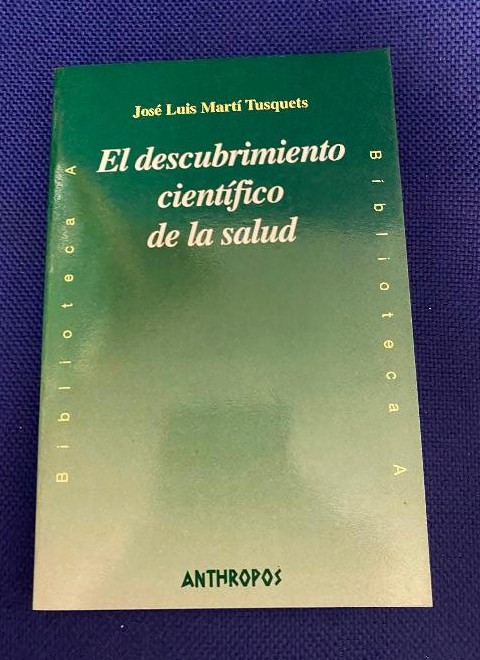 José Luis Martí Tusquets
El descubrimiento
científico
de la salud
Biblioteca A
Biblioteca A
ANTHROPOS